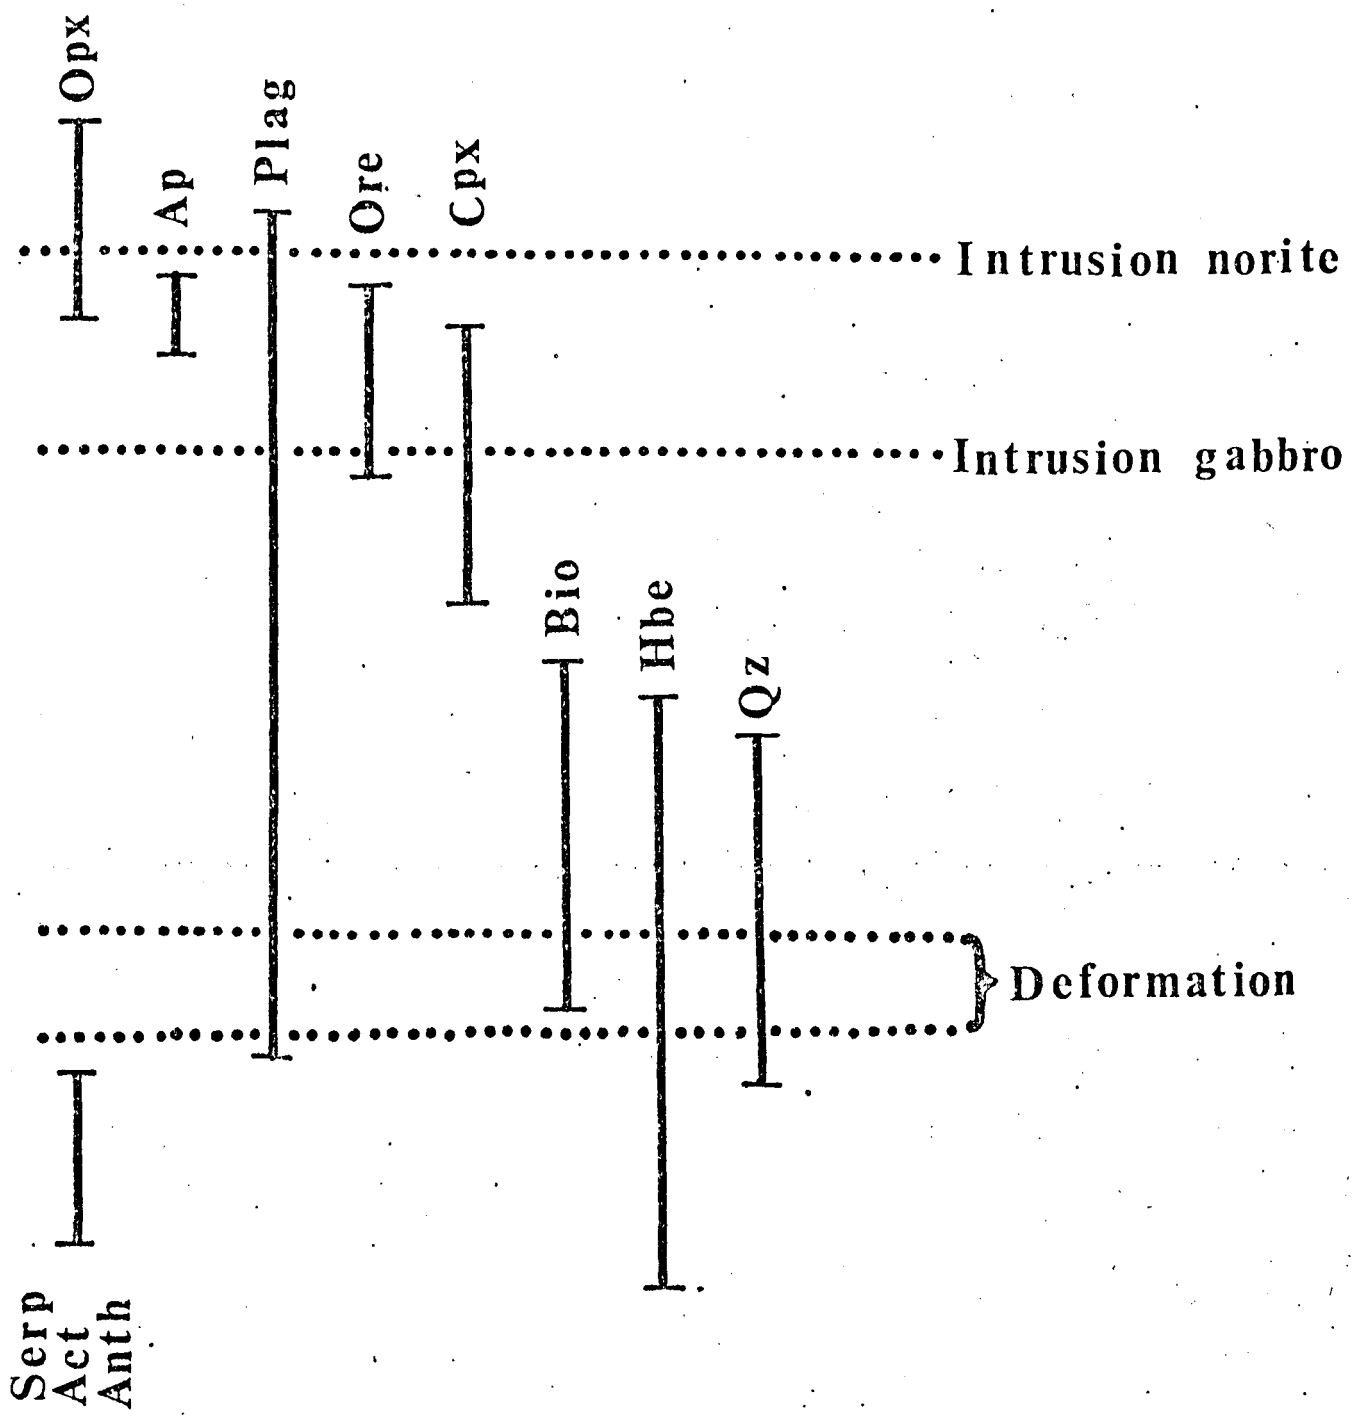 Opx
Ap
Plag
Ore
Cpx
Intrusion norite
Intrusion gabbro
Bio
Hbe
Qz
Deformation
Serp
Act
Anth